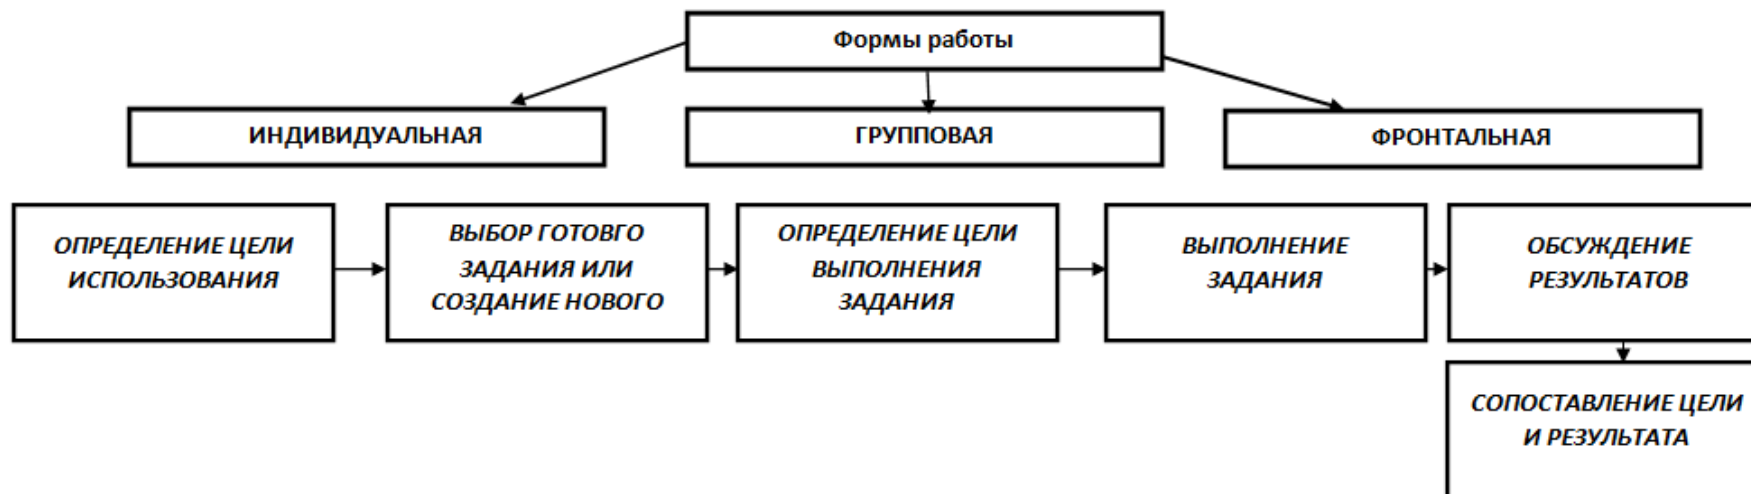 Формы работы
ИНДИВИДУАЛЬНАЯ
ГРУППОВАЯ
ФРОНТАЛЬНАЯ
ОПРЕДЕЛЕНИЕ ЦЕЛИ
ИСПОЛЬЗОВАНИЯ
ВЫБОР ГОТОВГО
ЗАДАНИЯ ИЛИ
СОЗДАНИЕ НОВОГО
ОПРЕДЕЛЕНИЕ ЦЕЛИ
ВЫПОЛНЕНИЯ
ЗАДАНИЯ
ВЫПОЛНЕНИЕ
ЗАДАНИЯ
ОБСУЖДЕНИЕ
РЕЗУЛЬТАТОВ
СОПОСТАВЛЕНИЕ ЦЕЛИ
И РЕЗУЛЬТАТА